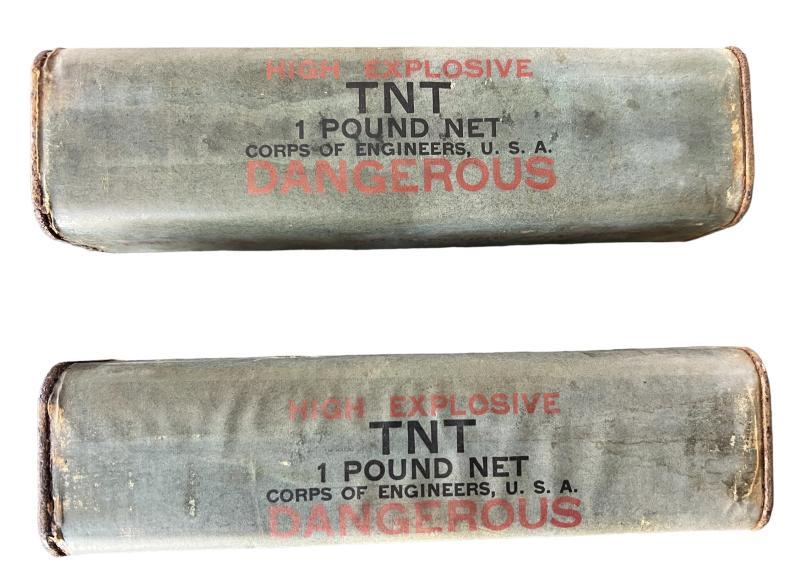 HIGH EXPLOSIVE
TNT
1 POUND NET
CORPS OF ENGINEERS, U. S. A.
DANGEROUS
HIGH EXPLOSIVE
TNT
1 POUND NET
CORPS OF ENGINEERS, U. S. A.
DANGEROUS